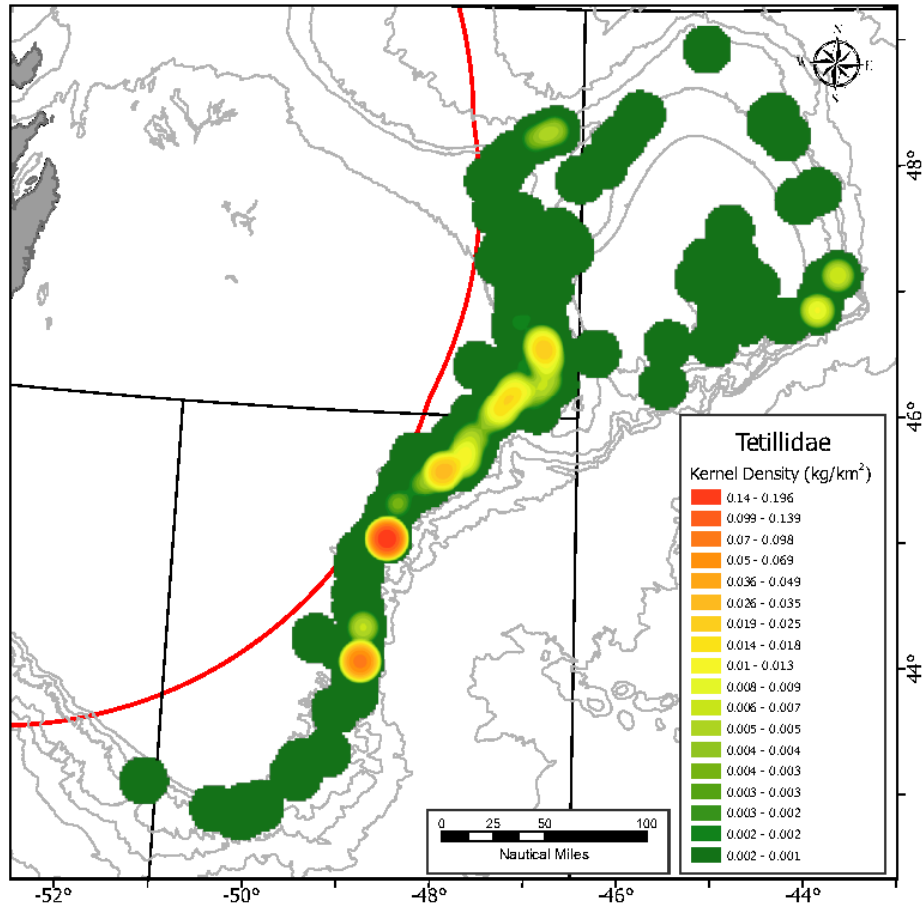 N
W E
S
48°
46°
44°
Tetillidae
Kernel Density (kg/km²)
0.14 - 0.196
0.099 - 0.139
0.07 - 0.098
0.05 - 0.069
0.036 - 0.049
0.026 - 0.035
0.019 - 0.025
0.014 - 0.018
0.01 - 0.013
0.008 - 0.009
0.006 - 0.007
0.005 - 0.005
0.004 - 0.004
0.004 - 0.003
0.003 - 0.003
0.003 - 0.002
0.002 - 0.002
0.002 - 0.001
0 25 50 100
Nautical Miles
-52° -50° -48° -46° -44°